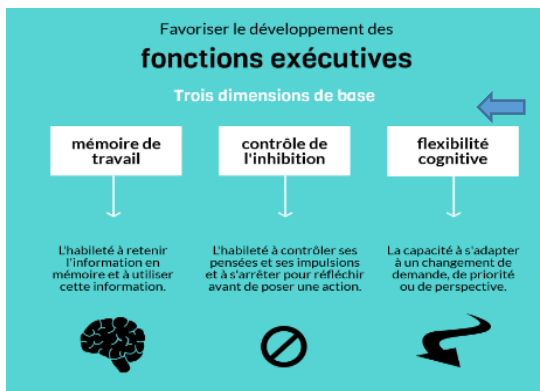 Favoriser le développement des
fonctions exécutives
Trois dimensions de base
mémoire de
travail
contrôle de
l'inhibition
flexibilité
cognitive
L'habileté à retenir
l'information en
mémoire et à utiliser
cette information.
L'habileté à contrôler ses
pensées et ses impulsions
et à s'arrêter pour réfléchir
avant de poser une action.
La capacité à s'adapter
à un changement de
demande, de priorité
ou de perspective.